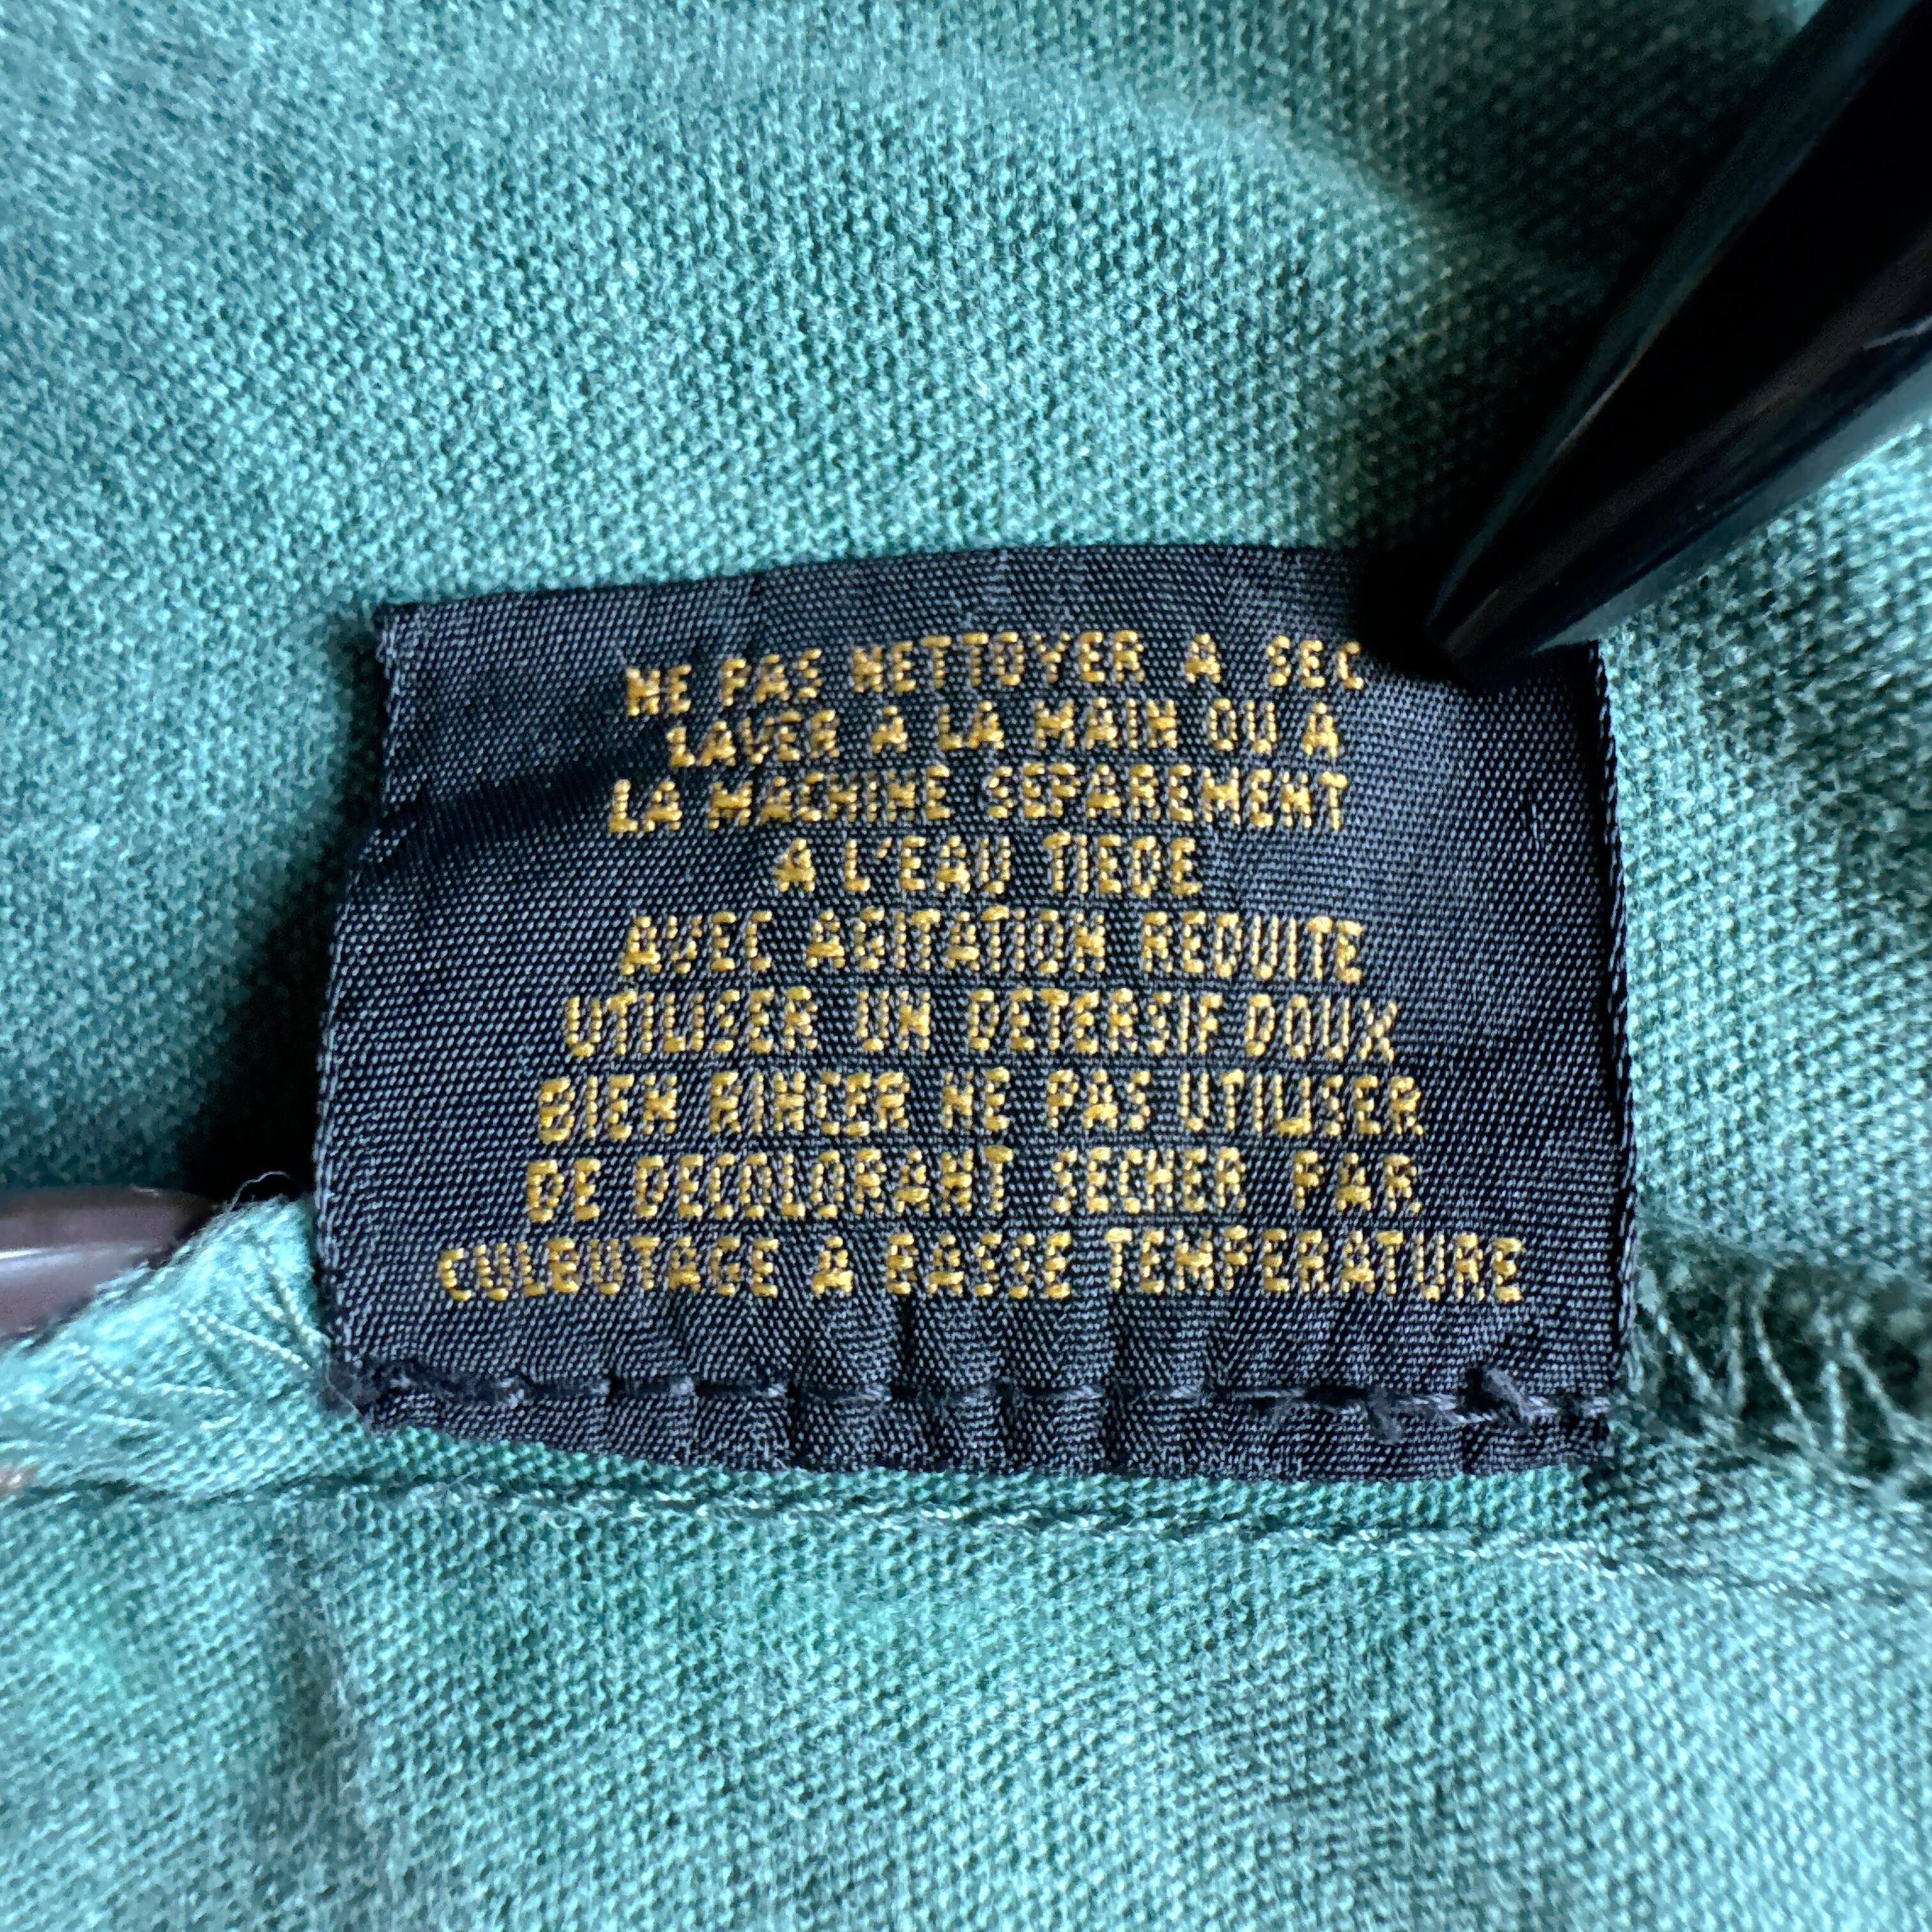 NE PAS NETTOYER A SEC
LAVER A LA MAIN OU A
LA MACHINE SEPAREMENT
A L'EAU TIEDE
AVEC AGITATION REDUITE
UTILISER UN DETERSIF DOUX
BIEN RINCER NE PAS UTILISER
DE DECOLORANT SECHER PAR
CULBUTAGE A BASSE TEMPERATURE